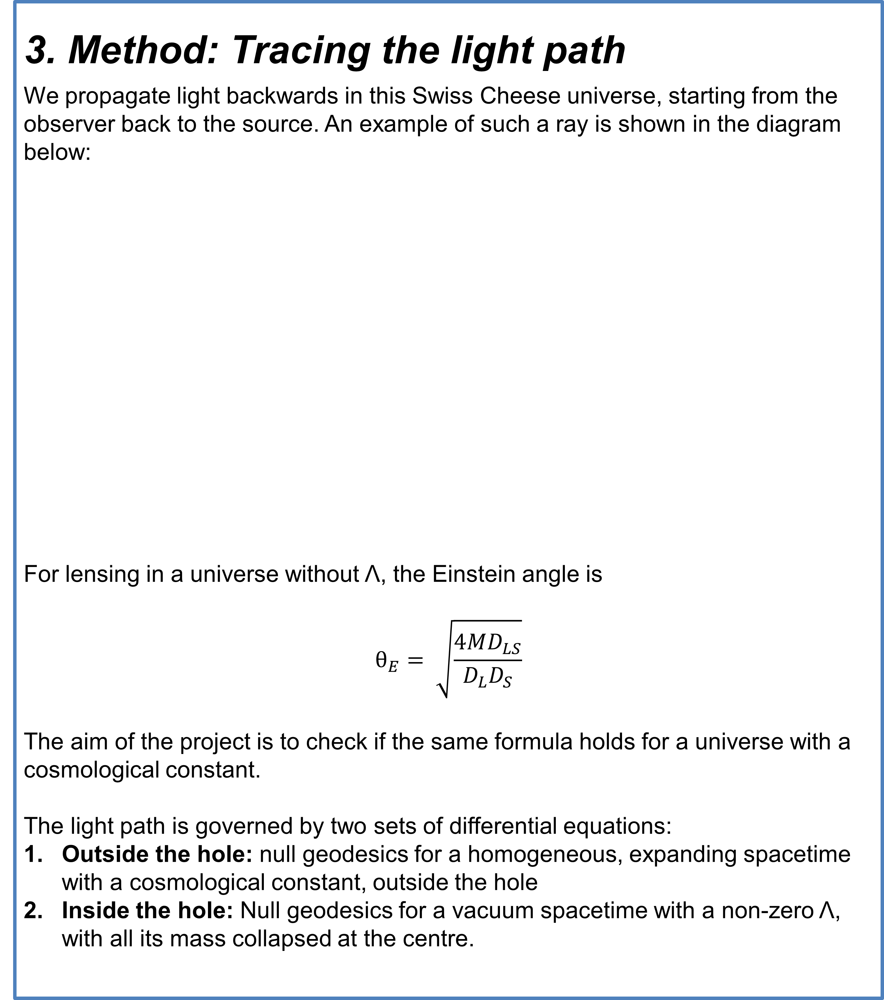 3. Method: Tracing the light path
We propagate light backwards in this Swiss Cheese universe, starting from the
observer back to the source. An example of such a ray is shown in the diagram
below:
For lensing in a universe without Λ, the Einstein angle is
θ_E = √(4MD_LS / D_L D_S)
The aim of the project is to check if the same formula holds for a universe with a
cosmological constant.
The light path is governed by two sets of differential equations:
1. Outside the hole: null geodesics for a homogeneous, expanding spacetime
with a cosmological constant, outside the hole
2. Inside the hole: Null geodesics for a vacuum spacetime with a non-zero Λ,
with all its mass collapsed at the centre.